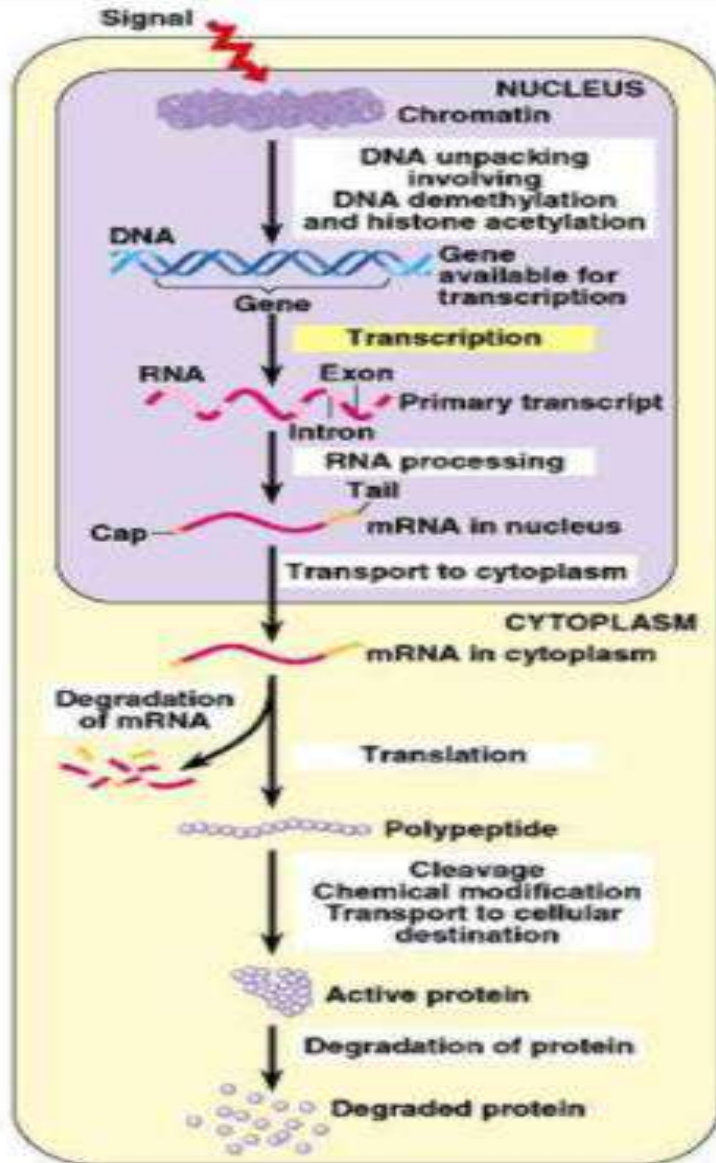 Signal
NUCLEUS
Chromatin
DNA unpacking
involving
DNA demethylation
and histone acetylation
DNA
Gene
available for
transcription
Gene
Transcription
RNA
Exon
Primary transcript
Intron
RNA processing
Tail
Cap
mRNA in nucleus
Transport to cytoplasm
CYTOPLASM
mRNA in cytoplasm
Degradation
of mRNA
Translation
Polypeptide
Cleavage
Chemical modification
Transport to cellular
destination
Active protein
Degradation of protein
Degraded protein